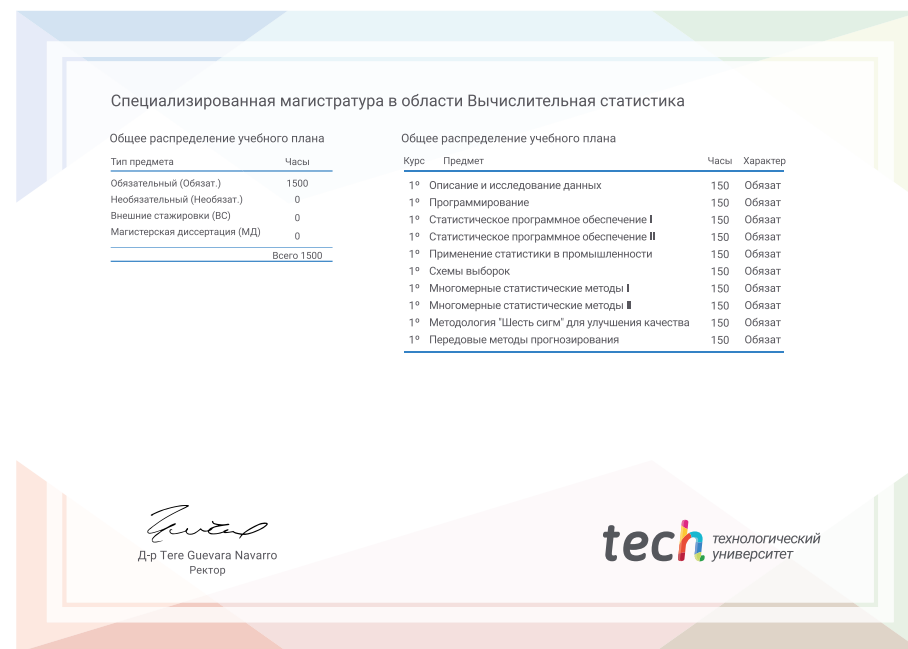 Специализированная магистратура в области Вычислительная статистика
Общее распределение учебного плана
Тип предмета Часы
Обязательный (Обязат.) 1500
Необязательный (Необязат.) 0
Внешние стажировки (ВС) 0
Магистерская диссертация (МД) 0
Всего 1500
Общее распределение учебного плана
Курс Предмет Часы Характер
1º Описание и исследование данных 150 Обязат
1º Программирование 150 Обязат
1º Статистическое программное обеспечение I 150 Обязат
1º Статистическое программное обеспечение II 150 Обязат
1º Применение статистики в промышленности 150 Обязат
1º Схемы выборок 150 Обязат
1º Многомерные статистические методы I 150 Обязат
1º Многомерные статистические методы II 150 Обязат
1º Методология "Шесть сигм" для улучшения качества 150 Обязат
1º Передовые методы прогнозирования 150 Обязат
Д-р Tere Guevara Navarro
Ректор
tech технологический
университет